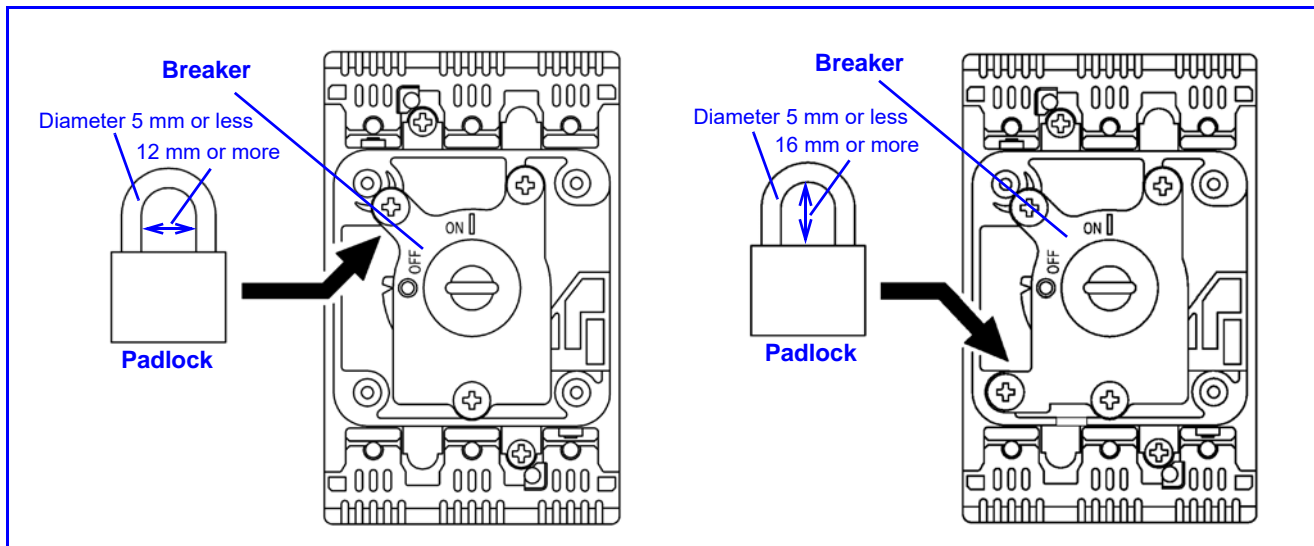 Breaker
Diameter 5 mm or less
12 mm or more
ON
OFF
Padlock
Breaker
Diameter 5 mm or less
16 mm or more
ON
OFF
Padlock